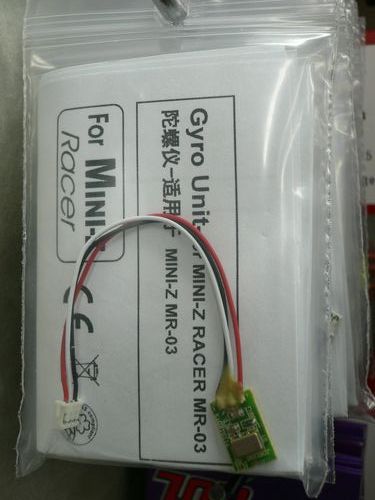 Gyro Unit-for MINI-Z RACER MR-03
陀螺仪-适用于 MINI-Z MR-03
For MINI-Z
Racer
CE